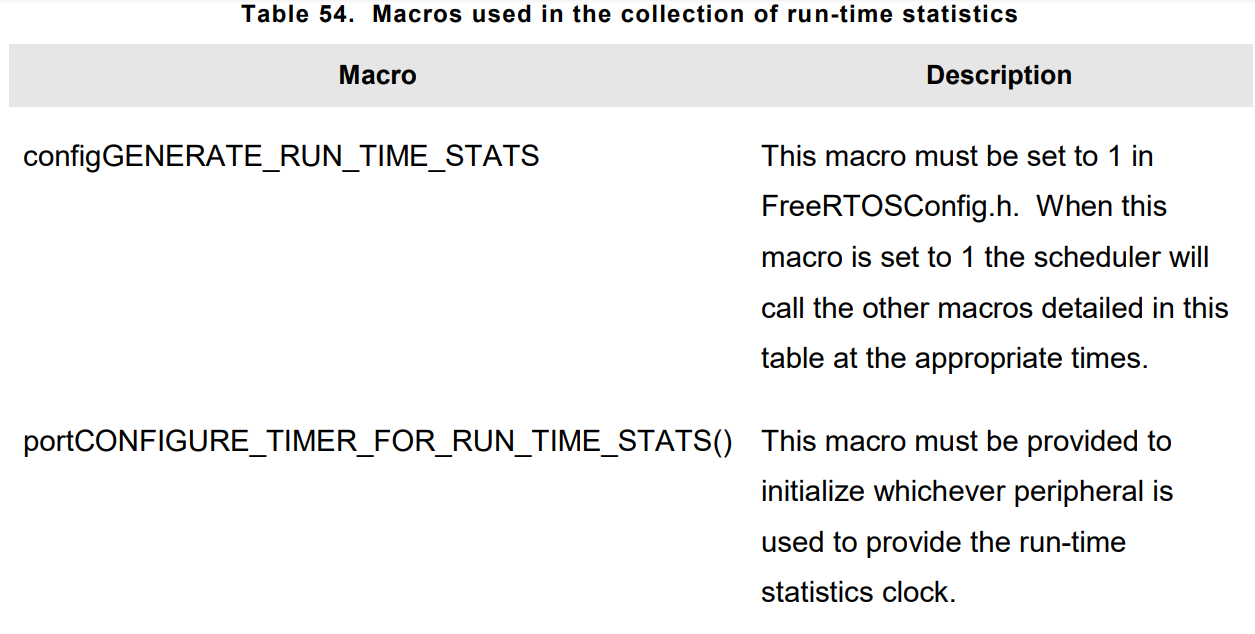 Table 54. Macros used in the collection of run-time statistics
Macro Description
configGENERATE_RUN_TIME_STATS This macro must be set to 1 in
FreeRTOSConfig.h. When this
macro is set to 1 the scheduler will
call the other macros detailed in this
table at the appropriate times.
portCONFIGURE_TIMER_FOR_RUN_TIME_STATS() This macro must be provided to
initialize whichever peripheral is
used to provide the run-time
statistics clock.